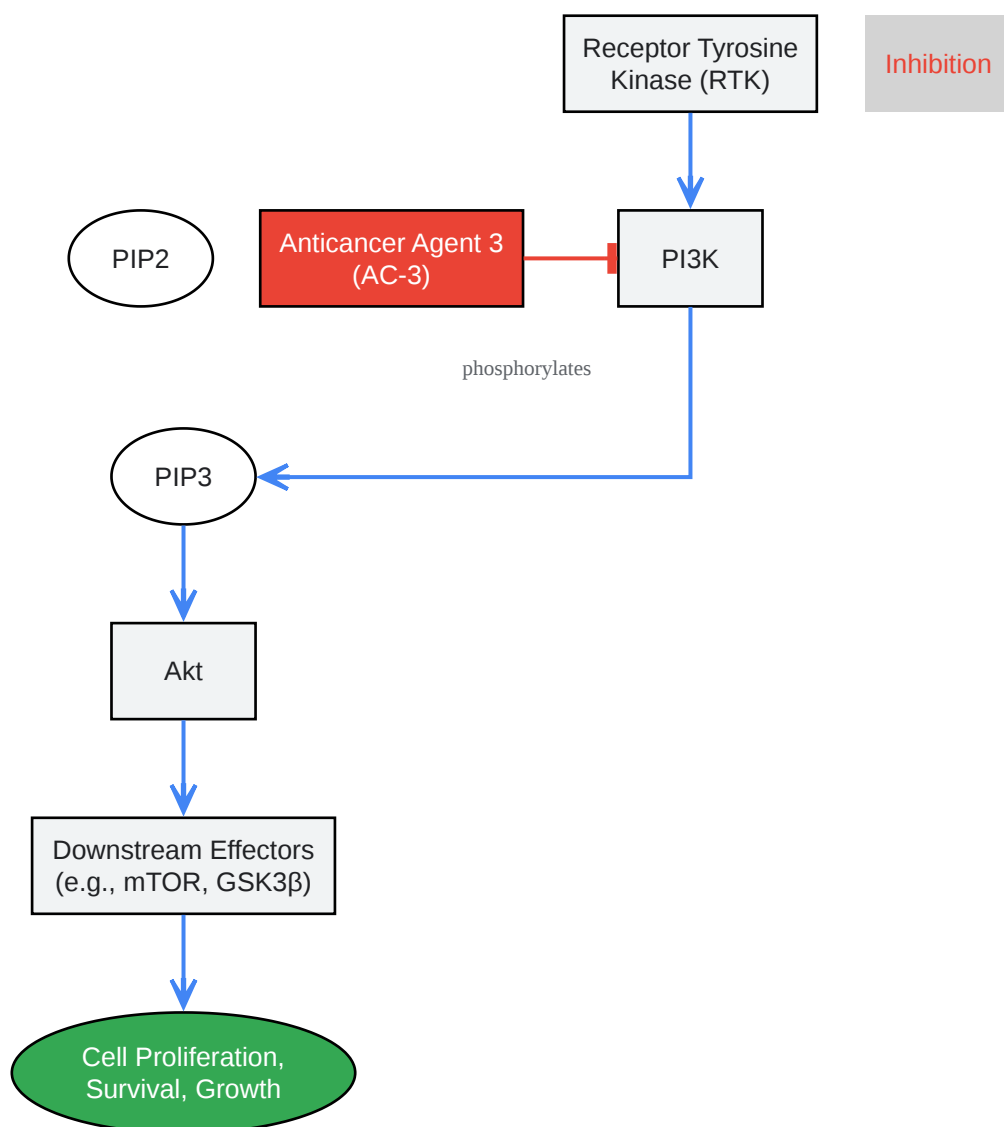 Receptor Tyrosine
Kinase (RTK)
Inhibition
PIP2
Anticancer Agent 3
(AC-3)
PI3K
phosphorylates
PIP3
Akt
Downstream Effectors
(e.g., mTOR, GSK3β)
Cell Proliferation,
Survival, Growth